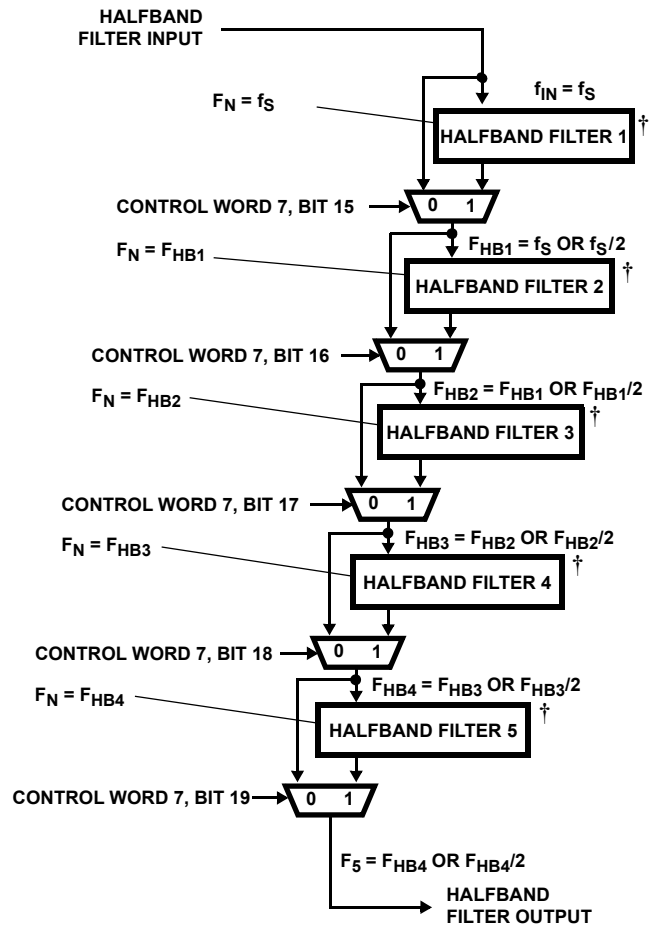 HALFBAND
FILTER INPUT
f_IN = f_S
F_N = f_S
HALFBAND FILTER 1
†
0 1
CONTROL WORD 7, BIT 15
F_HB1 = f_S OR f_S/2
F_N = F_HB1
HALFBAND FILTER 2
†
0 1
CONTROL WORD 7, BIT 16
F_HB2 = F_HB1 OR F_HB1/2
F_N = F_HB2
HALFBAND FILTER 3
†
0 1
CONTROL WORD 7, BIT 17
F_HB3 = F_HB2 OR F_HB2/2
F_N = F_HB3
HALFBAND FILTER 4
†
0 1
CONTROL WORD 7, BIT 18
F_HB4 = F_HB3 OR F_HB3/2
F_N = F_HB4
HALFBAND FILTER 5
†
0 1
CONTROL WORD 7, BIT 19
F_5 = F_HB4 OR F_HB4/2
HALFBAND
FILTER OUTPUT